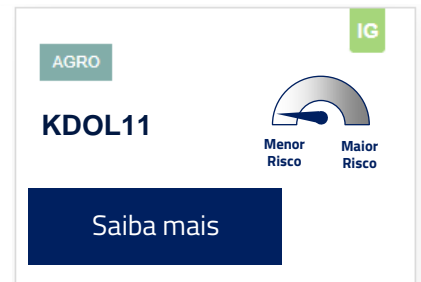 IG
AGRO
KDOL11
Menor
Risco
Maior
Risco
Saiba mais